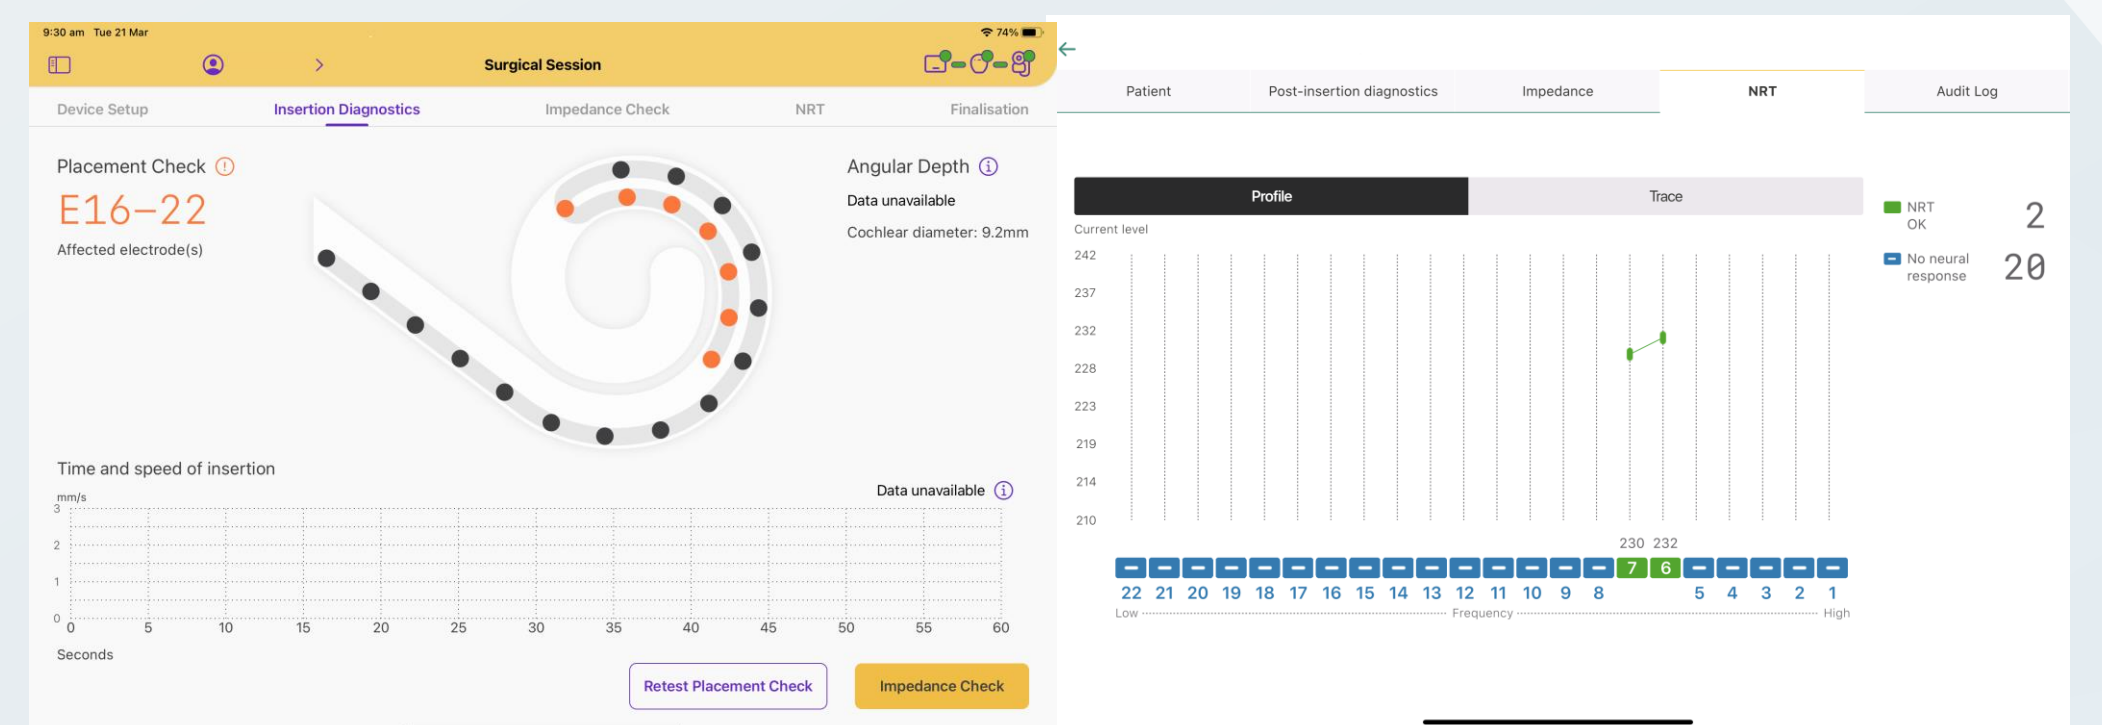 9:30 am Tue 21 Mar
74%
Surgical Session
Device Setup
Insertion Diagnostics
Impedance Check
NRT
Finalisation
Placement Check
E16–22
Affected electrode(s)
Angular Depth
Data unavailable
Cochlear diameter: 9.2mm
Time and speed of insertion
Data unavailable
mm/s
3
2
1
0
0 5 10 15 20 25 30 35 40 45 50 55 60
Seconds
Retest Placement Check
Impedance Check
Patient
Post-insertion diagnostics
Impedance
NRT
Audit Log
Profile
Trace
NRT
OK
2
No neural
response
20
Current level
242
237
232
228
223
219
214
210
230 232
7 6
22 21 20 19 18 17 16 15 14 13 12 11 10 9 8 5 4 3 2 1
Low Frequency High